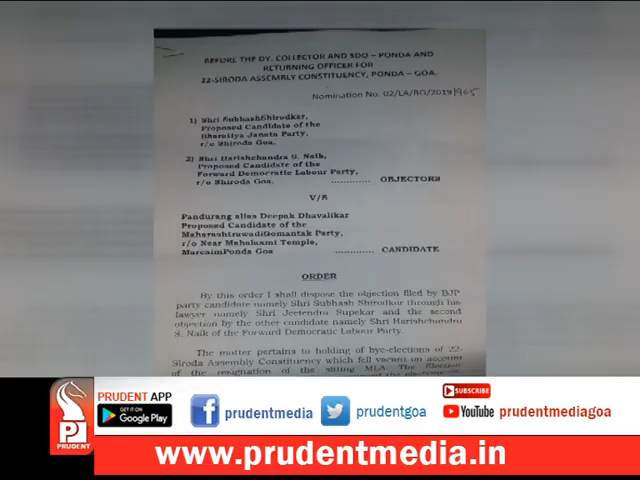 BEFORE THE DY. COLLECTOR AND SDO – PONDA AND
RETURNING OFFICER FOR
22-SIRODA ASSEMBLY CONSTITUENCY, PONDA – GOA.
Nomination No. 02/LA/RO/2019/965
1) Shri SubhashShirodkar,
Proposed Candidate of the
Bharatiya Janata Party,
r/o Shiroda Goa.
2) Shri Harishchandra S. Naik,
Proposed Candidate of the
Forward Democratic Labour Party,
r/o Shiroda Goa. ............ OBJECTORS
V/S
Pandurang alias Deepak Dhavalikar
Proposed Candidate of the
MaharashtrawadiGomantak Party,
r/o Near Mahalaxmi Temple,
MarcaimPonda Goa ............ CANDIDATE
ORDER
By this order I shall dispose the objection filed by BJP
party candidate namely Shri Subhash Shirodkar through his
lawyer namely Shri Jeetendra Supekar and the second
objection by the other candidate namely Shri Harishchandra
S. Naik of the Forward Democratic Labour Party.
The matter pertains to holding of bye-elections of 22-
Siroda Assembly Constituency which fell vacant on account
of the resignation of the sitting MLA. The Election
PRUDENT
PRUDENT APP
GET IT ON
Google Play
prudentmedia
prudentgoa
SUBSCRIBE
YouTube prudentmediagoa
www.prudentmedia.in